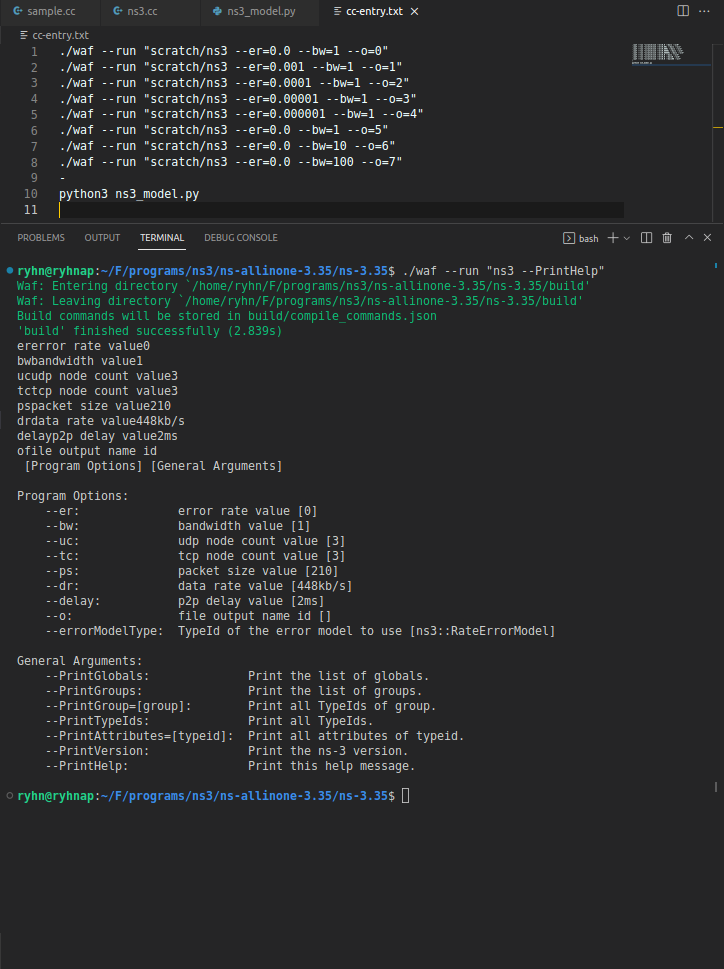 sample.cc ns3.cc ns3_model.py cc-entry.txt
cc-entry.txt
1 ./waf --run "scratch/ns3 --er=0.0 --bw=1 --o=0"
2 ./waf --run "scratch/ns3 --er=0.001 --bw=1 --o=1"
3 ./waf --run "scratch/ns3 --er=0.0001 --bw=1 --o=2"
4 ./waf --run "scratch/ns3 --er=0.00001 --bw=1 --o=3"
5 ./waf --run "scratch/ns3 --er=0.000001 --bw=1 --o=4"
6 ./waf --run "scratch/ns3 --er=0.0 --bw=1 --o=5"
7 ./waf --run "scratch/ns3 --er=0.0 --bw=10 --o=6"
8 ./waf --run "scratch/ns3 --er=0.0 --bw=100 --o=7"
9 -
10 python3 ns3_model.py
11
PROBLEMS OUTPUT TERMINAL DEBUG CONSOLE bash
ryhn@ryhnap:~/F/programs/ns3/ns-allinone-3.35/ns-3.35$ ./waf --run "ns3 --PrintHelp"
Waf: Entering directory `/home/ryhn/F/programs/ns3/ns-allinone-3.35/ns-3.35/build'
Waf: Leaving directory `/home/ryhn/F/programs/ns3/ns-allinone-3.35/ns-3.35/build'
Build commands will be stored in build/compile_commands.json
'build' finished successfully (2.839s)
ererror rate value0
bwbandwidth value1
ucudp node count value3
tctcp node count value3
pspacket size value210
drdata rate value448kb/s
delayp2p delay value2ms
ofile output name id
[Program Options] [General Arguments]
Program Options:
--er: error rate value [0]
--bw: bandwidth value [1]
--uc: udp node count value [3]
--tc: tcp node count value [3]
--ps: packet size value [210]
--dr: data rate value [448kb/s]
--delay: p2p delay value [2ms]
--o: file output name id []
--errorModelType: TypeId of the error model to use [ns3::RateErrorModel]
General Arguments:
--PrintGlobals: Print the list of globals.
--PrintGroups: Print the list of groups.
--PrintGroup=[group]: Print all TypeIds of group.
--PrintTypeIds: Print all TypeIds.
--PrintAttributes=[typeid]: Print all attributes of typeid.
--PrintVersion: Print the ns-3 version.
--PrintHelp: Print this help message.
ryhn@ryhnap:~/F/programs/ns3/ns-allinone-3.35/ns-3.35$